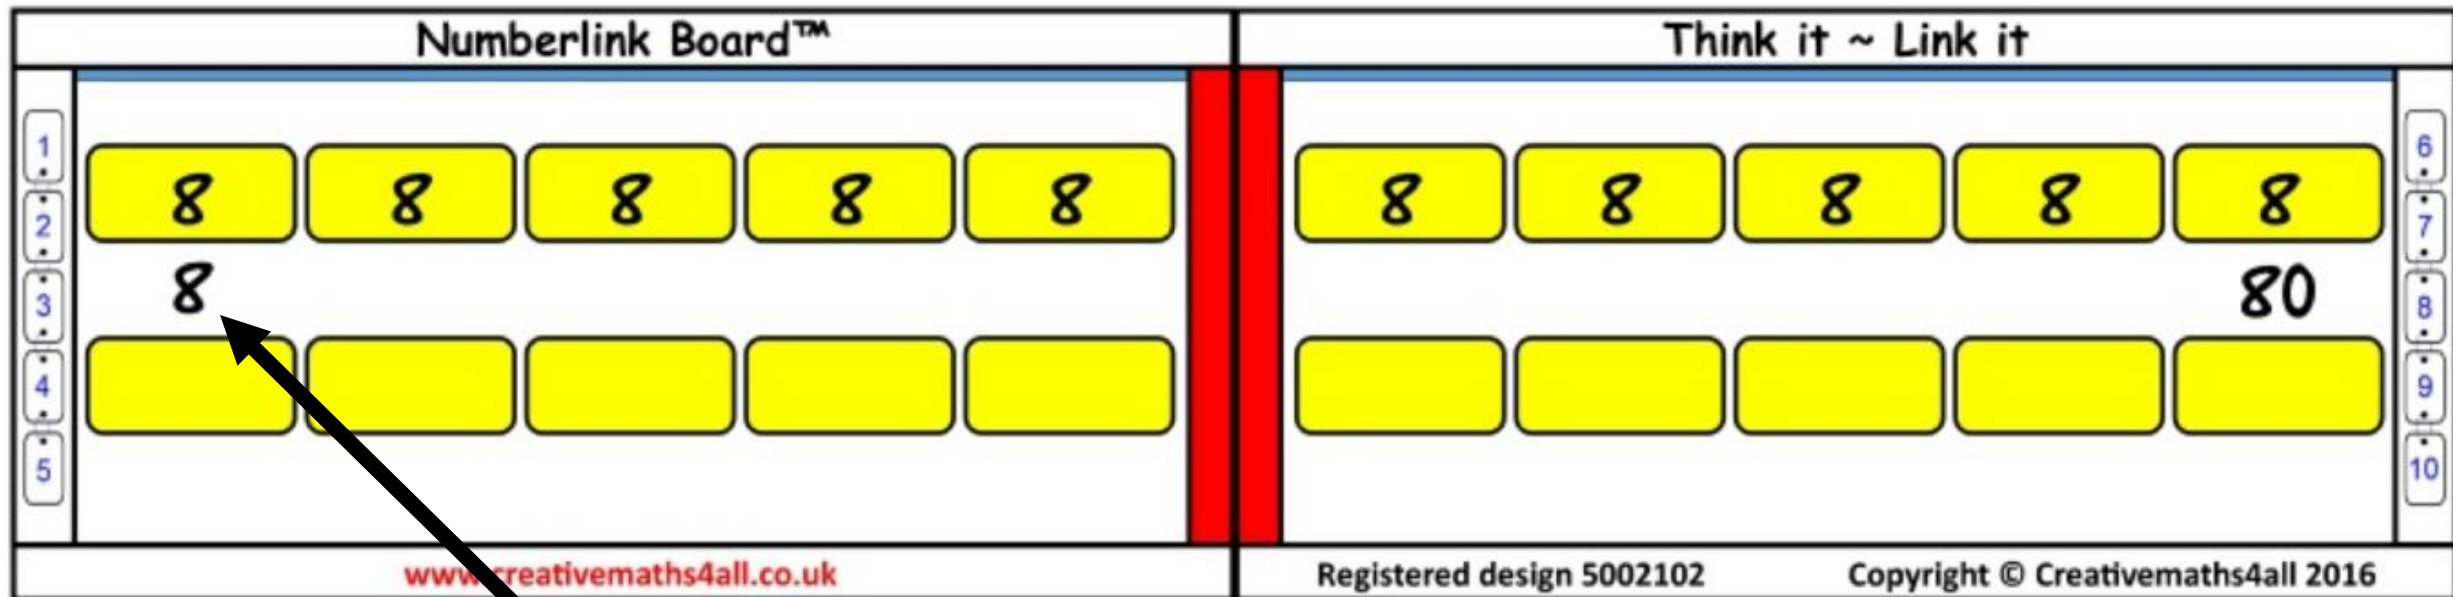 Numberlink Board™ Think it ~ Link it
1 6
8 8 8 8 8 8 8 8 8 8
2 7
8 80
3 8
4 9
5 10
www.creativemaths4all.co.uk Registered design 5002102 Copyright © Creativemaths4all 2016